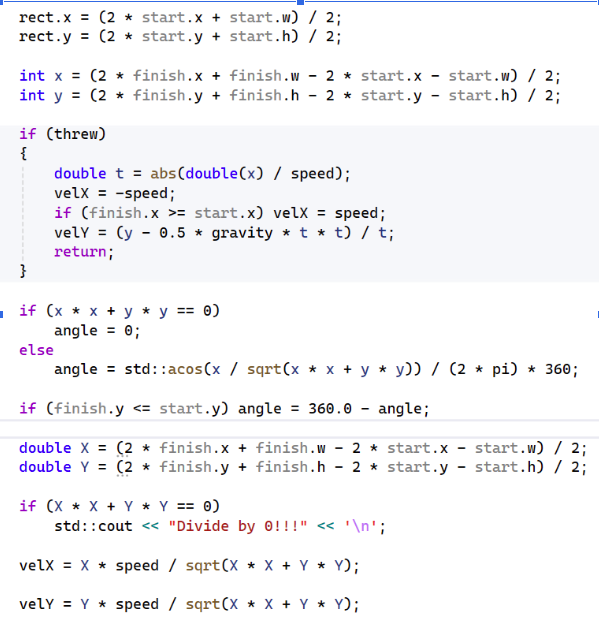 rect.x = (2 * start.x + start.w) / 2;
rect.y = (2 * start.y + start.h) / 2;
int x = (2 * finish.x + finish.w - 2 * start.x - start.w) / 2;
int y = (2 * finish.y + finish.h - 2 * start.y - start.h) / 2;
if (threw)
{
    double t = abs(double(x) / speed);
    velX = -speed;
    if (finish.x >= start.x) velX = speed;
    velY = (y - 0.5 * gravity * t * t) / t;
    return;
}
if (x * x + y * y == 0)
    angle = 0;
else
    angle = std::acos(x / sqrt(x * x + y * y)) / (2 * pi) * 360;
if (finish.y <= start.y) angle = 360.0 - angle;
double X = (2 * finish.x + finish.w - 2 * start.x - start.w) / 2;
double Y = (2 * finish.y + finish.h - 2 * start.y - start.h) / 2;
if (X * X + Y * Y == 0)
    std::cout << "Divide by 0!!!" << '\n';
velX = X * speed / sqrt(X * X + Y * Y);
velY = Y * speed / sqrt(X * X + Y * Y);